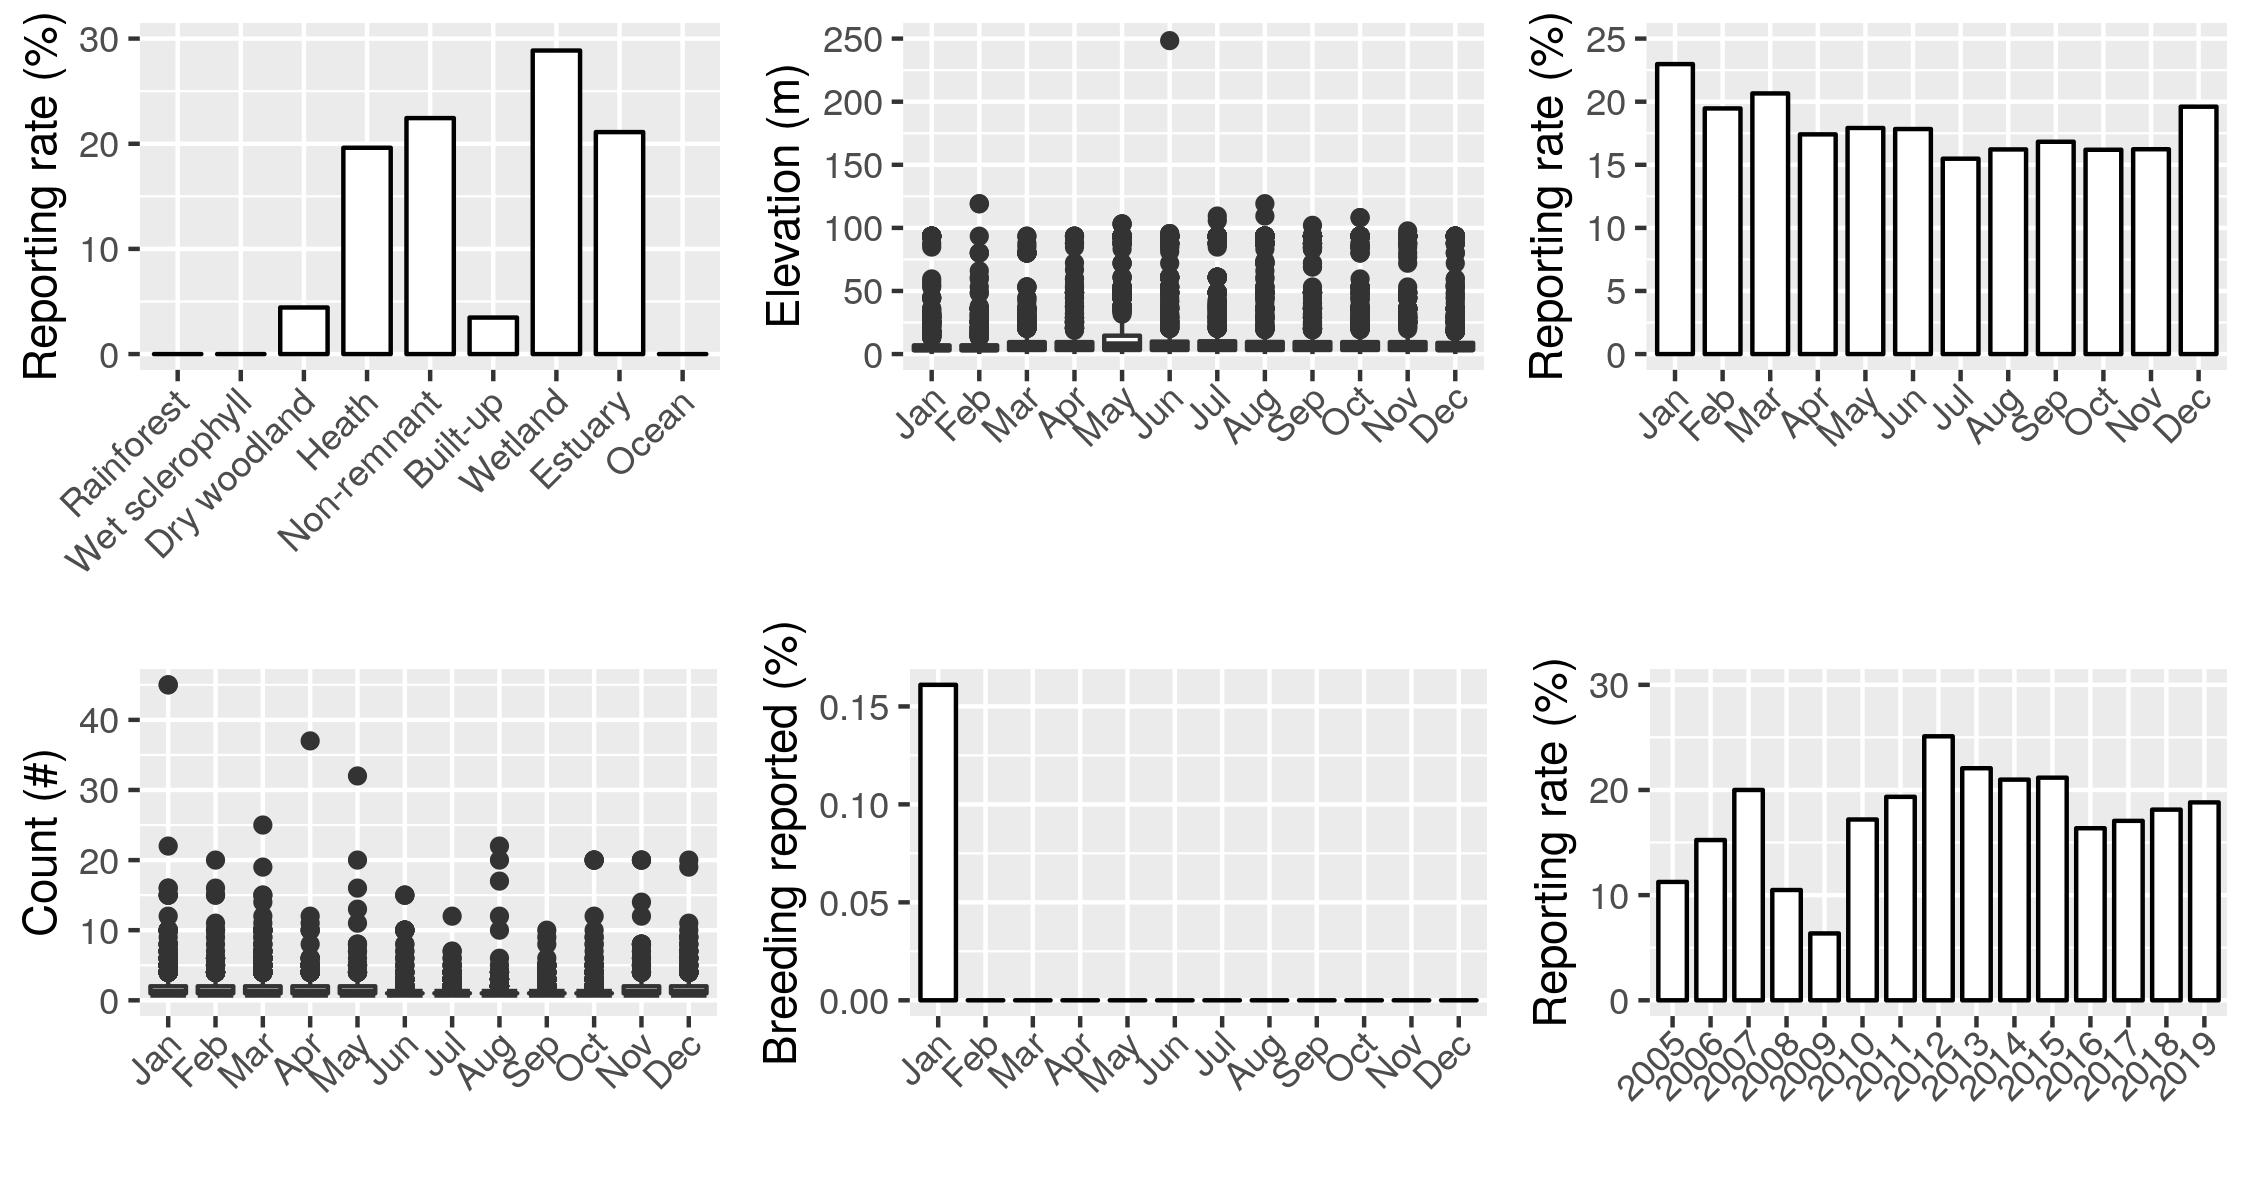 Reporting rate (%)
30
20
10
0
Rainforest
Wet sclerophyll
Dry woodland
Heath
Non-remnant
Built-up
Wetland
Estuary
Ocean
Elevation (m)
250
200
150
100
50
0
Jan
Feb
Mar
Apr
May
Jun
Jul
Aug
Sep
Oct
Nov
Dec
Reporting rate (%)
25
20
15
10
5
0
Jan
Feb
Mar
Apr
May
Jun
Jul
Aug
Sep
Oct
Nov
Dec
Count (#)
40
30
20
10
0
Jan
Feb
Mar
Apr
May
Jun
Jul
Aug
Sep
Oct
Nov
Dec
Breeding reported (%)
0.15
0.10
0.05
0.00
Jan
Feb
Mar
Apr
May
Jun
Jul
Aug
Sep
Oct
Nov
Dec
Reporting rate (%)
30
20
10
0
2005
2006
2007
2008
2009
2010
2011
2012
2013
2014
2015
2016
2017
2018
2019